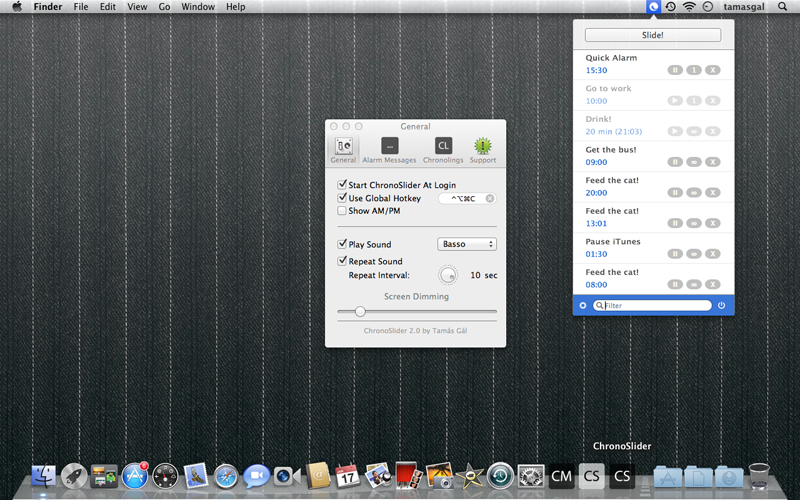 Finder File Edit View Go Window Help tamasgal
Slide!
Quick Alarm
15:30 1 X
Go to work
10:00 1 X
Drink!
20 min (21:03) ∞ X
Get the bus!
09:00 ∞ X
Feed the cat!
20:00 ∞ X
Feed the cat!
13:01 ∞ X
Pause iTunes
01:30 ∞ X
Feed the cat!
08:00 ∞ X
Filter
General
... CL
General Alarm Messages Chronolings Support
Start ChronoSlider At Login
Use Global Hotkey ^⌥⌘C
Show AM/PM
Play Sound Basso
Repeat Sound
Repeat Interval: 10 sec
Screen Dimming
ChronoSlider 2.0 by Tamás Gál
ChronoSlider
17 CM CS CS